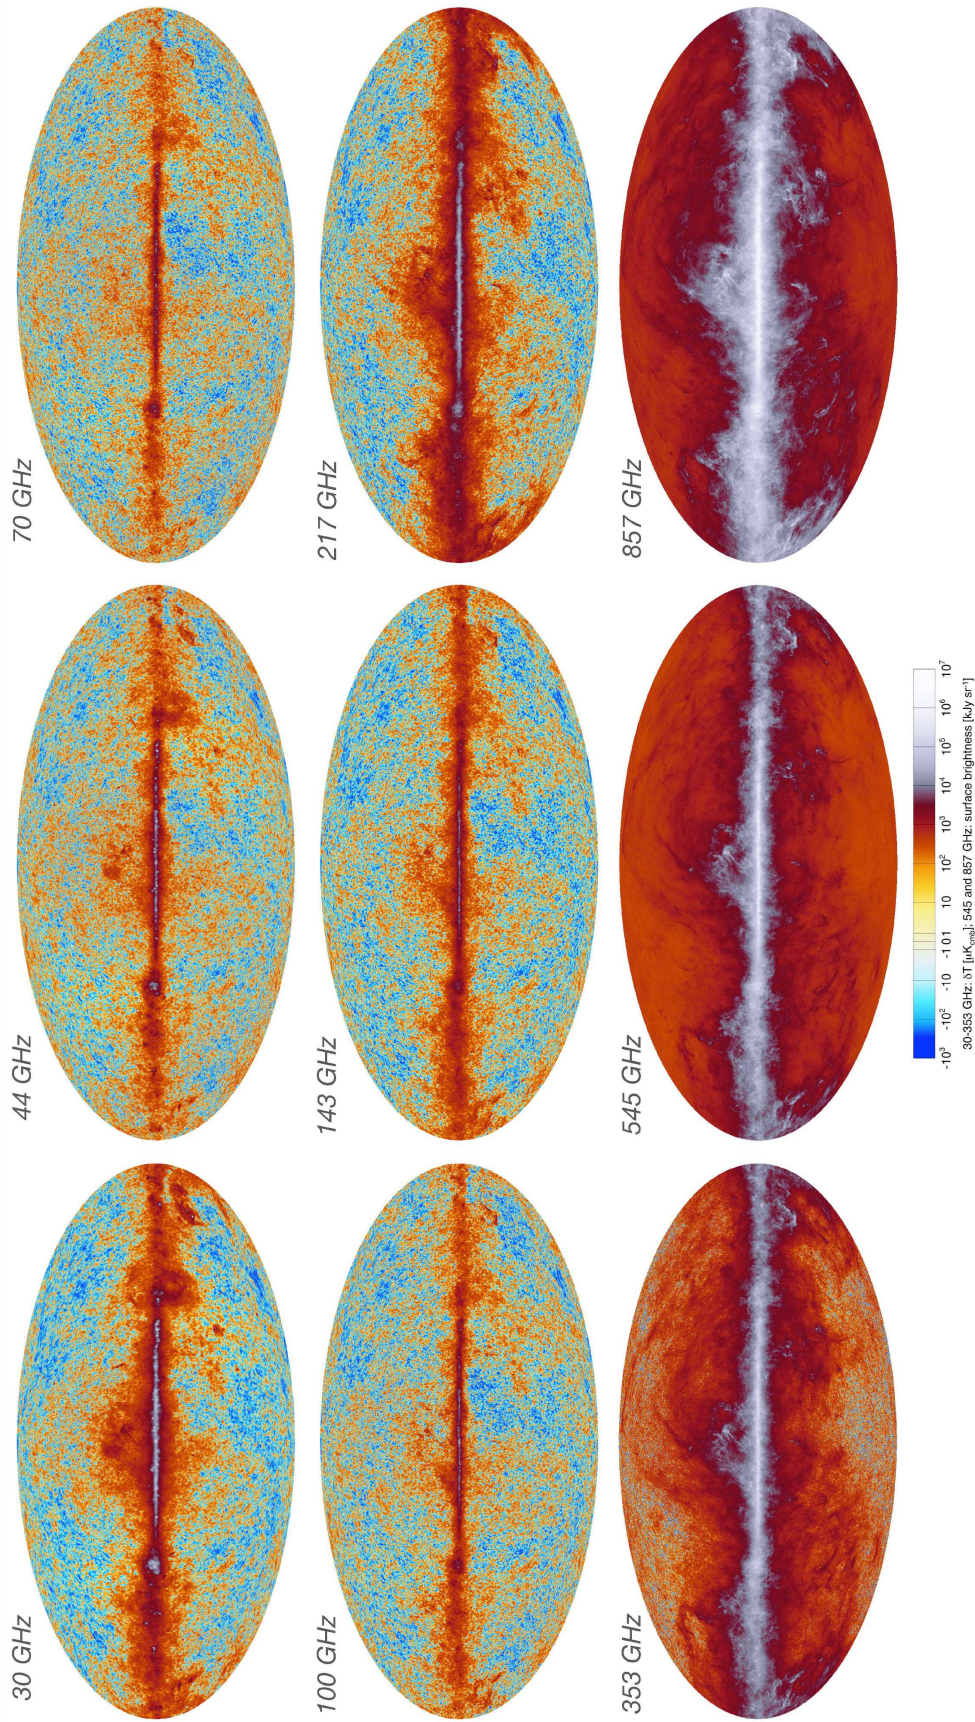 30 GHz
44 GHz
70 GHz
100 GHz
143 GHz
217 GHz
353 GHz
545 GHz
857 GHz
-10³ -10² -10 -1 0 1 10 10² 10³ 10⁴ 10⁵ 10⁶ 10⁷
30-353 GHz: δT [μK_cmb]; 545 and 857 GHz: surface brightness [kJy sr⁻¹]